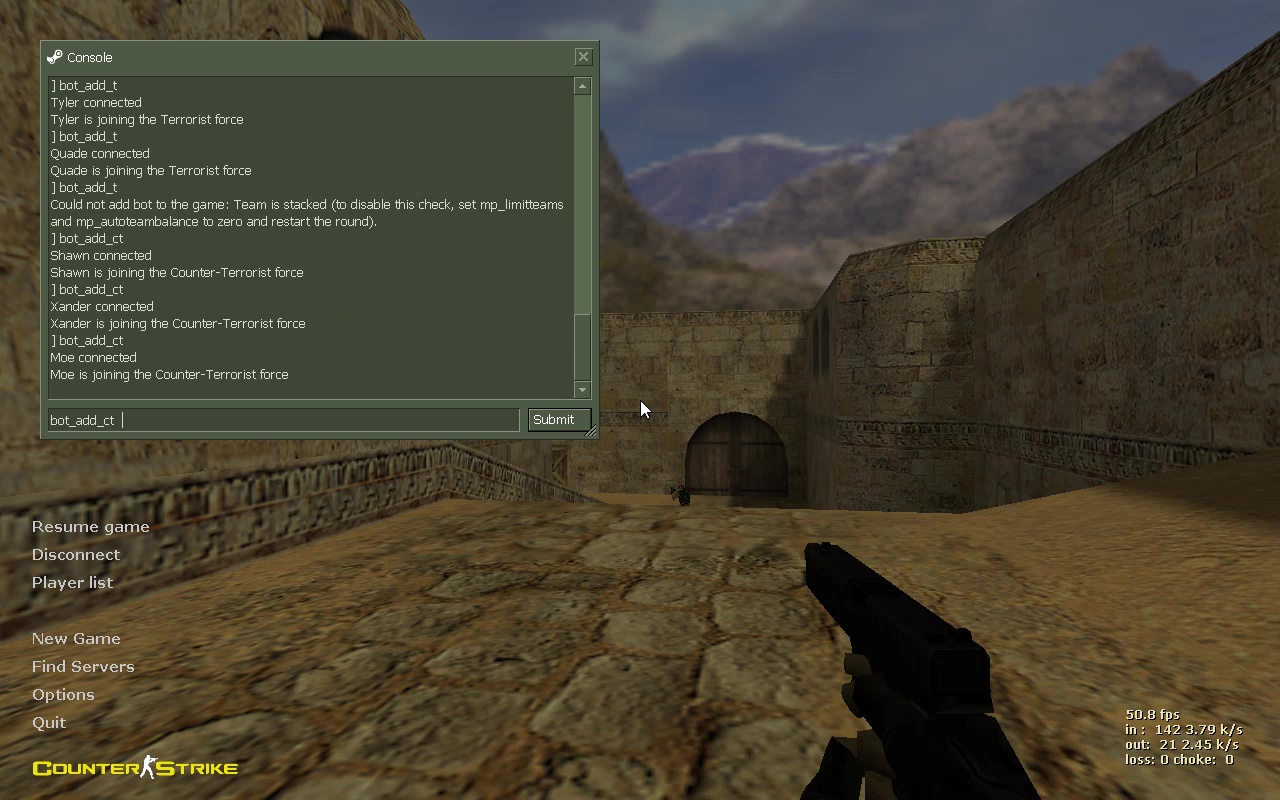 Console
] bot_add_t
Tyler connected
Tyler is joining the Terrorist force
] bot_add_t
Quade connected
Quade is joining the Terrorist force
] bot_add_t
Could not add bot to the game: Team is stacked (to disable this check, set mp_limitteams
and mp_autoteambalance to zero and restart the round).
] bot_add_ct
Shawn connected
Shawn is joining the Counter-Terrorist force
] bot_add_ct
Xander connected
Xander is joining the Counter-Terrorist force
] bot_add_ct
Moe connected
Moe is joining the Counter-Terrorist force
bot_add_ct
Submit
Resume game
Disconnect
Player list
New Game
Find Servers
Options
Quit
COUNTER STRIKE
50.8 fps
in : 142 3.79 k/s
out: 21 2.45 k/s
loss: 0 choke: 0